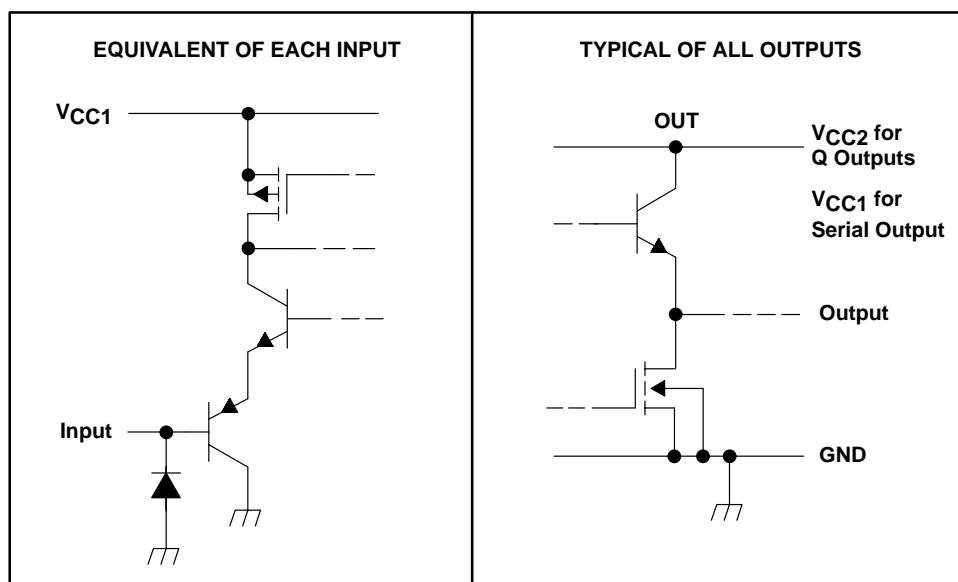 EQUIVALENT OF EACH INPUT
VCC1
Input
TYPICAL OF ALL OUTPUTS
OUT
VCC2 for
Q Outputs
VCC1 for
Serial Output
Output
GND